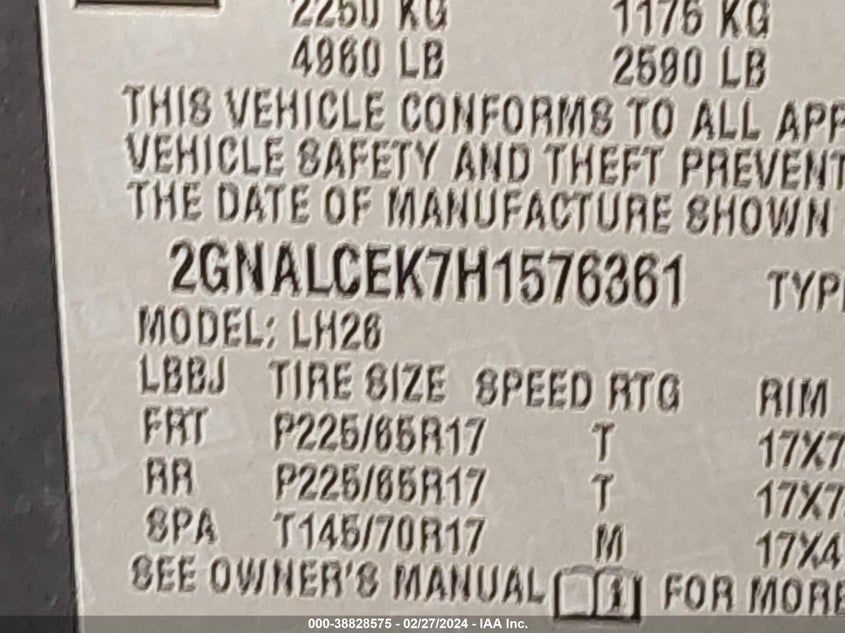 2250 KG 1175 KG
4960 LB 2590 LB
THIS VEHICLE CONFORMS TO ALL APP
VEHICLE SAFETY AND THEFT PREVENT
THE DATE OF MANUFACTURE SHOWN
2GNALCEK7H1576361 TYP
MODEL: LH26
LBBJ TIRE SIZE SPEED RTG RIM
FRT P225/65R17 T 17X7
RR P225/65R17 T 17X7
SPA T145/70R17 M 17X4
SEE OWNER'S MANUAL FOR MORE
000-38828575 - 02/27/2024 - IAA Inc.